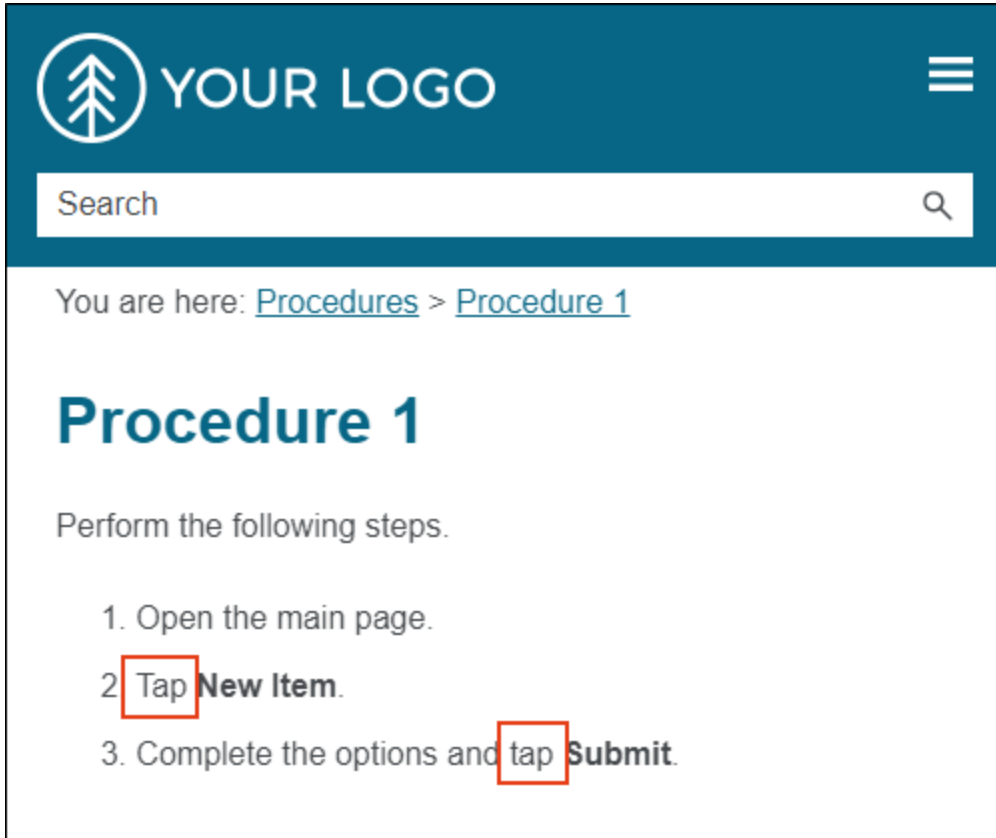 YOUR LOGO
Search
You are here: Procedures > Procedure 1
Procedure 1
Perform the following steps.
1. Open the main page.
2 Tap New Item.
3. Complete the options and tap Submit.